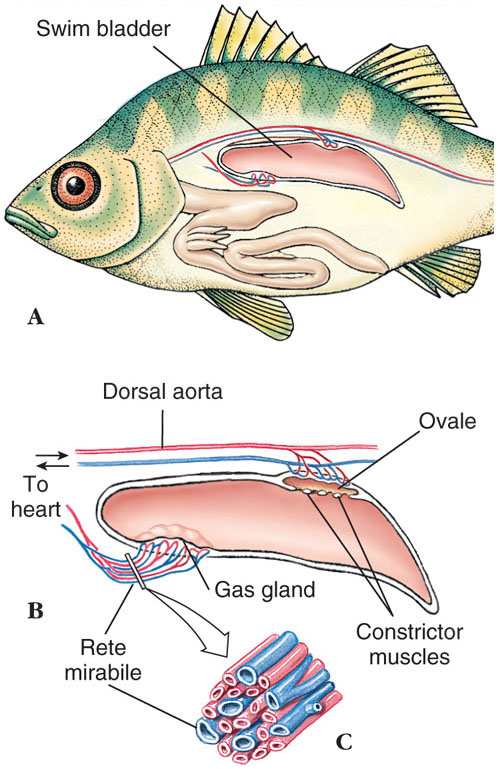 Swim bladder
A
Dorsal aorta
Ovale
To
heart
Gas gland
B
Constrictor
muscles
Rete
mirabile
C